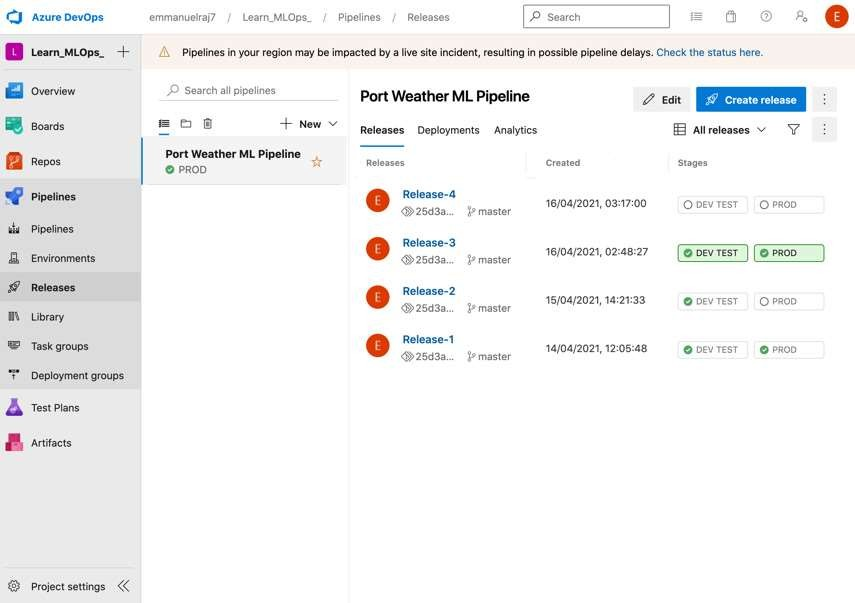 Azure DevOps emmanuelraj7 / Learn_MLOps_ / Pipelines / Releases Search E
L Learn_MLOps_
Pipelines in your region may be impacted by a live site incident, resulting in possible pipeline delays. Check the status here.
Overview
Boards
Repos
Pipelines
Pipelines
Environments
Releases
Library
Task groups
Deployment groups
Test Plans
Artifacts
Project settings
Search all pipelines
New
Port Weather ML Pipeline
PROD
Port Weather ML Pipeline Edit Create release
Releases Deployments Analytics All releases
Releases Created Stages
E Release-4 16/04/2021, 03:17:00 DEV TEST PROD
25d3a... master
E Release-3 16/04/2021, 02:48:27 DEV TEST PROD
25d3a... master
E Release-2 15/04/2021, 14:21:33 DEV TEST PROD
25d3a... master
E Release-1 14/04/2021, 12:05:48 DEV TEST PROD
25d3a... master